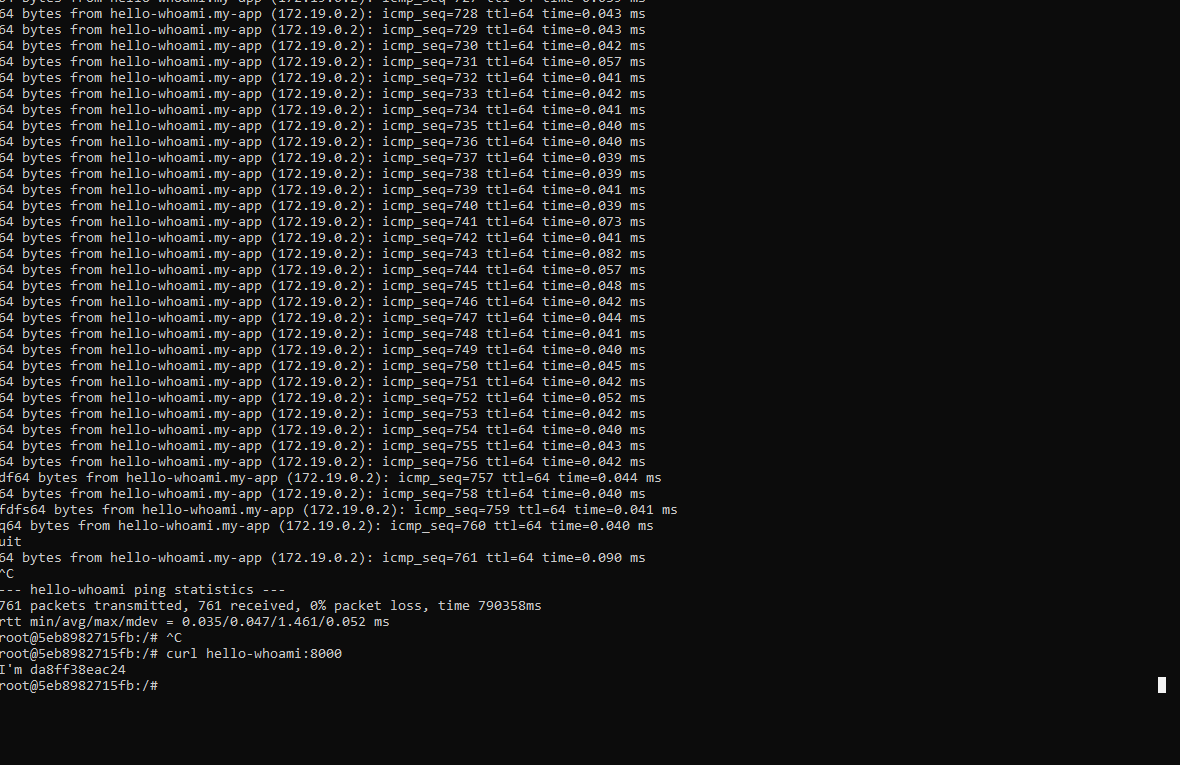 64 bytes from hello-whoami.my-app (172.19.0.2): icmp_seq=728 ttl=64 time=0.043 ms
64 bytes from hello-whoami.my-app (172.19.0.2): icmp_seq=729 ttl=64 time=0.043 ms
64 bytes from hello-whoami.my-app (172.19.0.2): icmp_seq=730 ttl=64 time=0.042 ms
64 bytes from hello-whoami.my-app (172.19.0.2): icmp_seq=731 ttl=64 time=0.057 ms
64 bytes from hello-whoami.my-app (172.19.0.2): icmp_seq=732 ttl=64 time=0.041 ms
64 bytes from hello-whoami.my-app (172.19.0.2): icmp_seq=733 ttl=64 time=0.042 ms
64 bytes from hello-whoami.my-app (172.19.0.2): icmp_seq=734 ttl=64 time=0.041 ms
64 bytes from hello-whoami.my-app (172.19.0.2): icmp_seq=735 ttl=64 time=0.040 ms
64 bytes from hello-whoami.my-app (172.19.0.2): icmp_seq=736 ttl=64 time=0.040 ms
64 bytes from hello-whoami.my-app (172.19.0.2): icmp_seq=737 ttl=64 time=0.039 ms
64 bytes from hello-whoami.my-app (172.19.0.2): icmp_seq=738 ttl=64 time=0.039 ms
64 bytes from hello-whoami.my-app (172.19.0.2): icmp_seq=739 ttl=64 time=0.041 ms
64 bytes from hello-whoami.my-app (172.19.0.2): icmp_seq=740 ttl=64 time=0.039 ms
64 bytes from hello-whoami.my-app (172.19.0.2): icmp_seq=741 ttl=64 time=0.073 ms
64 bytes from hello-whoami.my-app (172.19.0.2): icmp_seq=742 ttl=64 time=0.041 ms
64 bytes from hello-whoami.my-app (172.19.0.2): icmp_seq=743 ttl=64 time=0.082 ms
64 bytes from hello-whoami.my-app (172.19.0.2): icmp_seq=744 ttl=64 time=0.057 ms
64 bytes from hello-whoami.my-app (172.19.0.2): icmp_seq=745 ttl=64 time=0.048 ms
64 bytes from hello-whoami.my-app (172.19.0.2): icmp_seq=746 ttl=64 time=0.042 ms
64 bytes from hello-whoami.my-app (172.19.0.2): icmp_seq=747 ttl=64 time=0.044 ms
64 bytes from hello-whoami.my-app (172.19.0.2): icmp_seq=748 ttl=64 time=0.041 ms
64 bytes from hello-whoami.my-app (172.19.0.2): icmp_seq=749 ttl=64 time=0.040 ms
64 bytes from hello-whoami.my-app (172.19.0.2): icmp_seq=750 ttl=64 time=0.045 ms
64 bytes from hello-whoami.my-app (172.19.0.2): icmp_seq=751 ttl=64 time=0.042 ms
64 bytes from hello-whoami.my-app (172.19.0.2): icmp_seq=752 ttl=64 time=0.052 ms
64 bytes from hello-whoami.my-app (172.19.0.2): icmp_seq=753 ttl=64 time=0.042 ms
64 bytes from hello-whoami.my-app (172.19.0.2): icmp_seq=754 ttl=64 time=0.040 ms
64 bytes from hello-whoami.my-app (172.19.0.2): icmp_seq=755 ttl=64 time=0.043 ms
64 bytes from hello-whoami.my-app (172.19.0.2): icmp_seq=756 ttl=64 time=0.042 ms
df64 bytes from hello-whoami.my-app (172.19.0.2): icmp_seq=757 ttl=64 time=0.044 ms
64 bytes from hello-whoami.my-app (172.19.0.2): icmp_seq=758 ttl=64 time=0.040 ms
fdfs64 bytes from hello-whoami.my-app (172.19.0.2): icmp_seq=759 ttl=64 time=0.041 ms
q64 bytes from hello-whoami.my-app (172.19.0.2): icmp_seq=760 ttl=64 time=0.040 ms
uit
64 bytes from hello-whoami.my-app (172.19.0.2): icmp_seq=761 ttl=64 time=0.090 ms
^C
--- hello-whoami ping statistics ---
761 packets transmitted, 761 received, 0% packet loss, time 790358ms
rtt min/avg/max/mdev = 0.035/0.047/1.461/0.052 ms
root@5eb8982715fb:/# ^C
root@5eb8982715fb:/# curl hello-whoami:8000
I'm da8ff38eac24
root@5eb8982715fb:/#